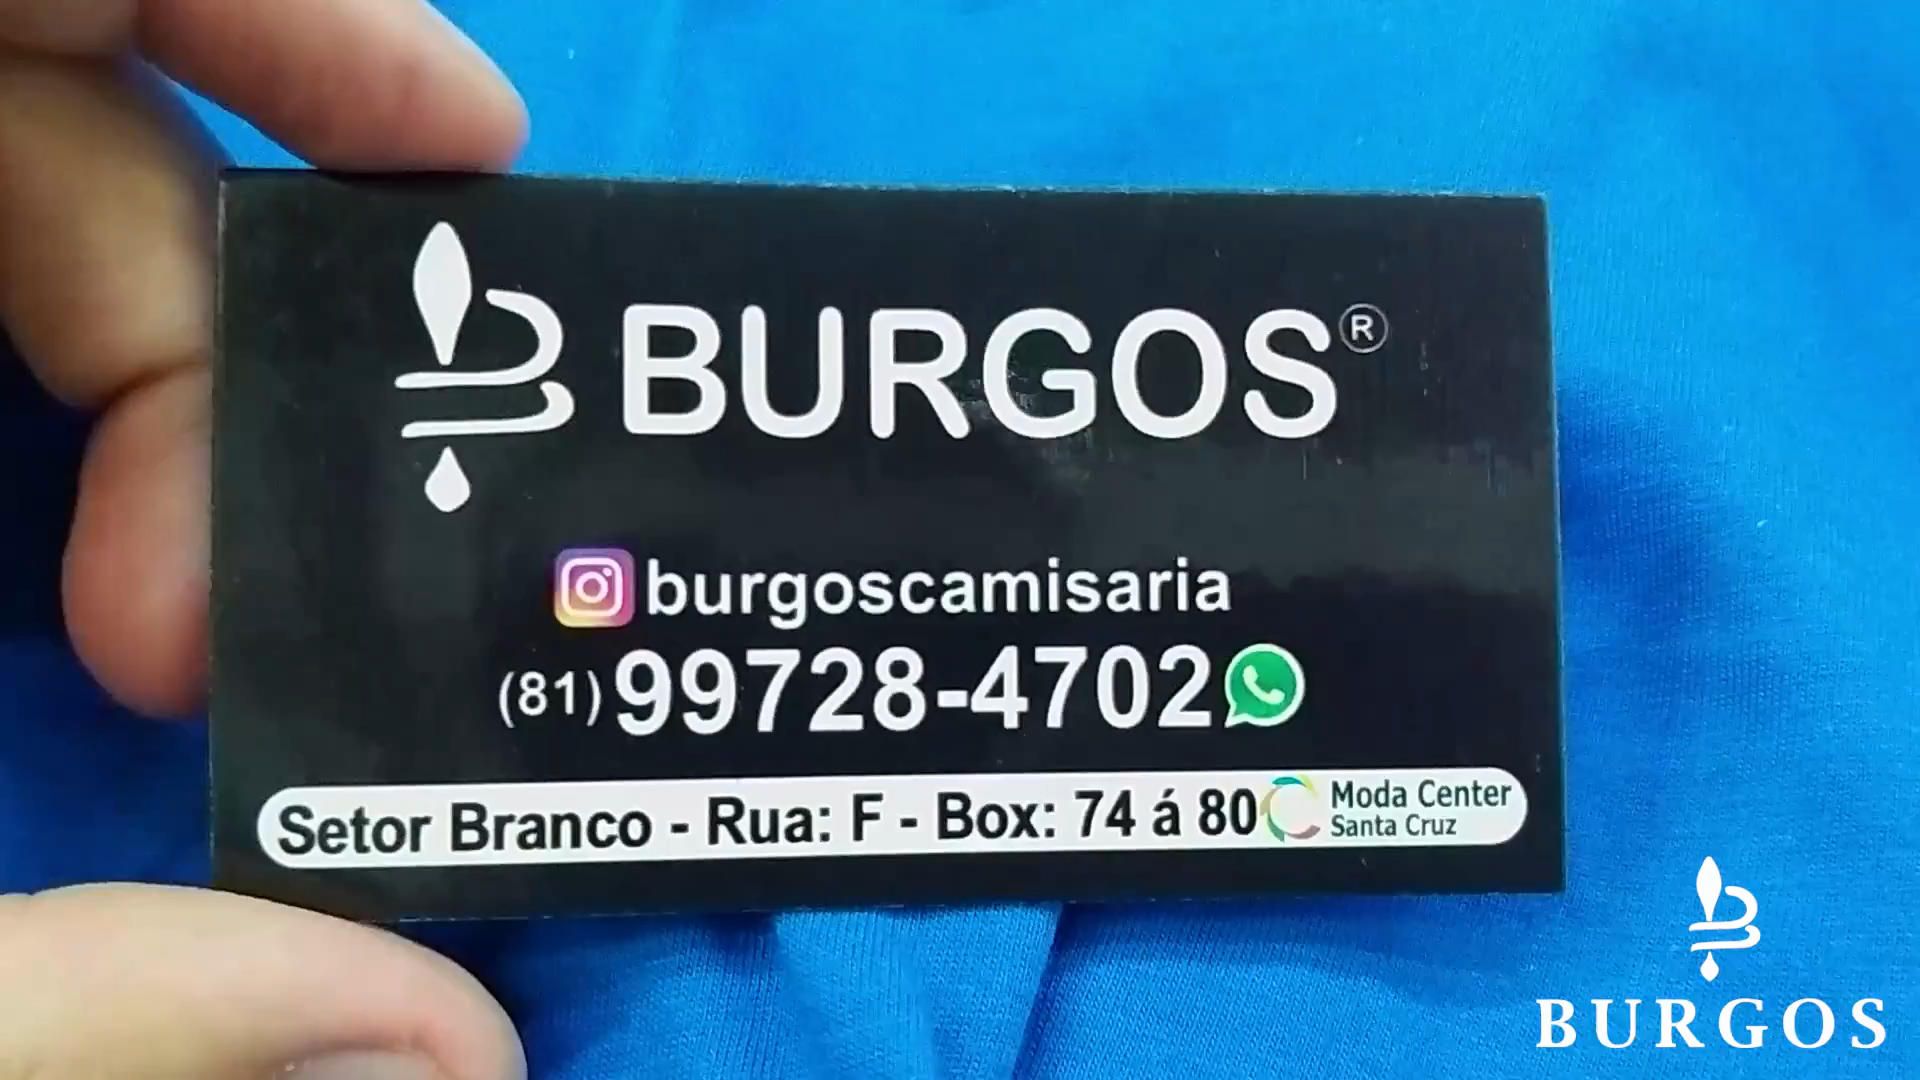 BURGOS®
burgoscamisaria
(81) 99728-4702
Setor Branco - Rua: F - Box: 74 á 80 Moda Center
Santa Cruz
BURGOS